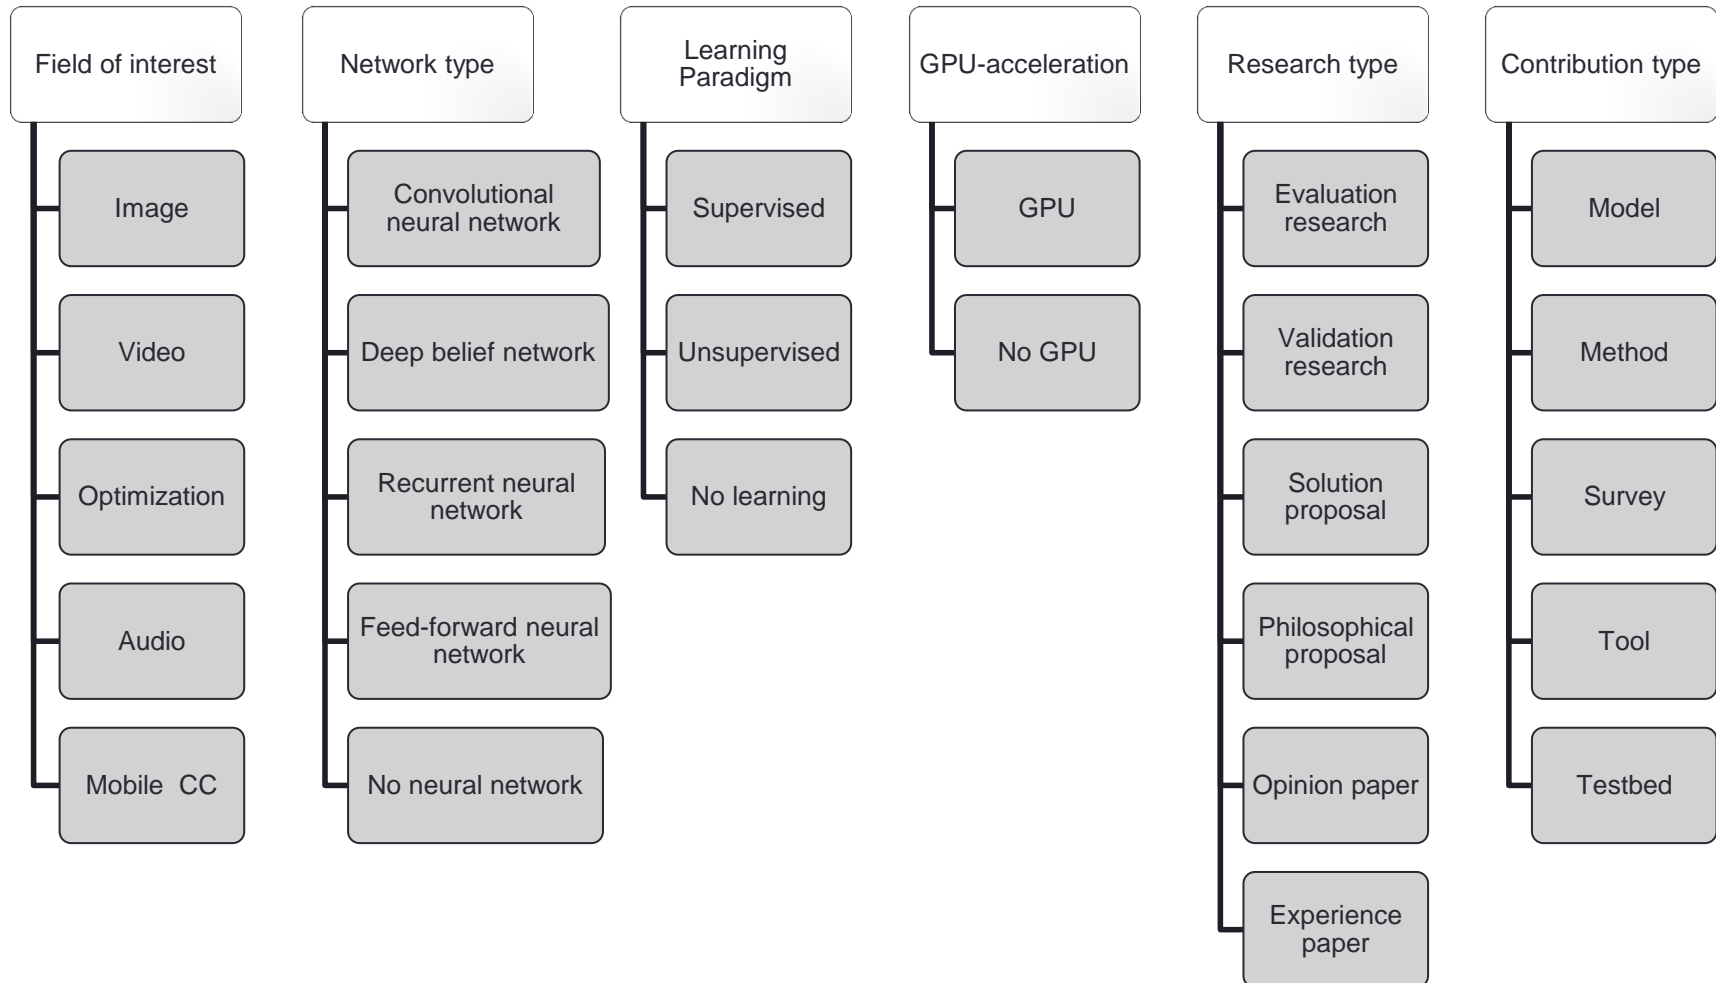 Field of interest
Image
Video
Optimization
Audio
Mobile  CC
Network type
Convolutional
neural network
Deep belief network
Recurrent neural
network
Feed-forward neural
network
No neural network
Learning
Paradigm
Supervised
Unsupervised
No learning
GPU-acceleration
GPU
No GPU
Research type
Evaluation
research
Validation
research
Solution
proposal
Philosophical
proposal
Opinion paper
Experience
paper
Contribution type
Model
Method
Survey
Tool
Testbed